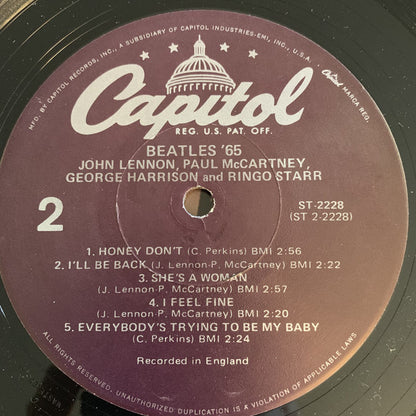 MFD. BY CAPITOL RECORDS, INC., A SUBSIDIARY OF CAPITOL INDUSTRIES-EMI, INC., U.S.A.
Capitol
MARCA REG.
Capitol
REG. U.S. PAT. OFF.
BEATLES '65
JOHN LENNON, PAUL McCARTNEY,
GEORGE HARRISON and RINGO STARR
2
ST-2228
(ST 2-2228)
1. HONEY DON'T (C. Perkins) BMI 2:56
2. I'LL BE BACK (J. Lennon-P. McCartney) BMI 2:22
3. SHE'S A WOMAN
(J. Lennon-P. McCartney) BMI 2:57
4. I FEEL FINE
(J. Lennon-P. McCartney) BMI 2:20
5. EVERYBODY'S TRYING TO BE MY BABY
(C. Perkins) BMI 2:24
Recorded in England
ALL RIGHTS RESERVED. UNAUTHORIZED DUPLICATION IS A VIOLATION OF APPLICABLE LAWS